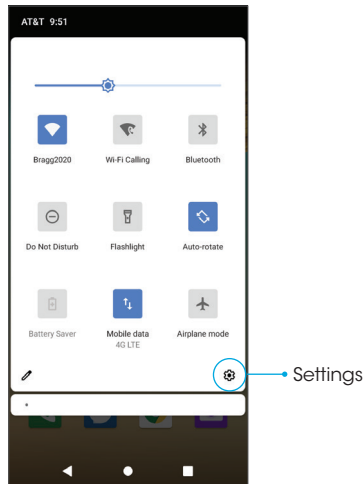 AT&T 9:51
Bragg2020 Wi-Fi Calling Bluetooth
Do Not Disturb Flashlight Auto-rotate
Battery Saver Mobile data Airplane mode
4G LTE
Settings